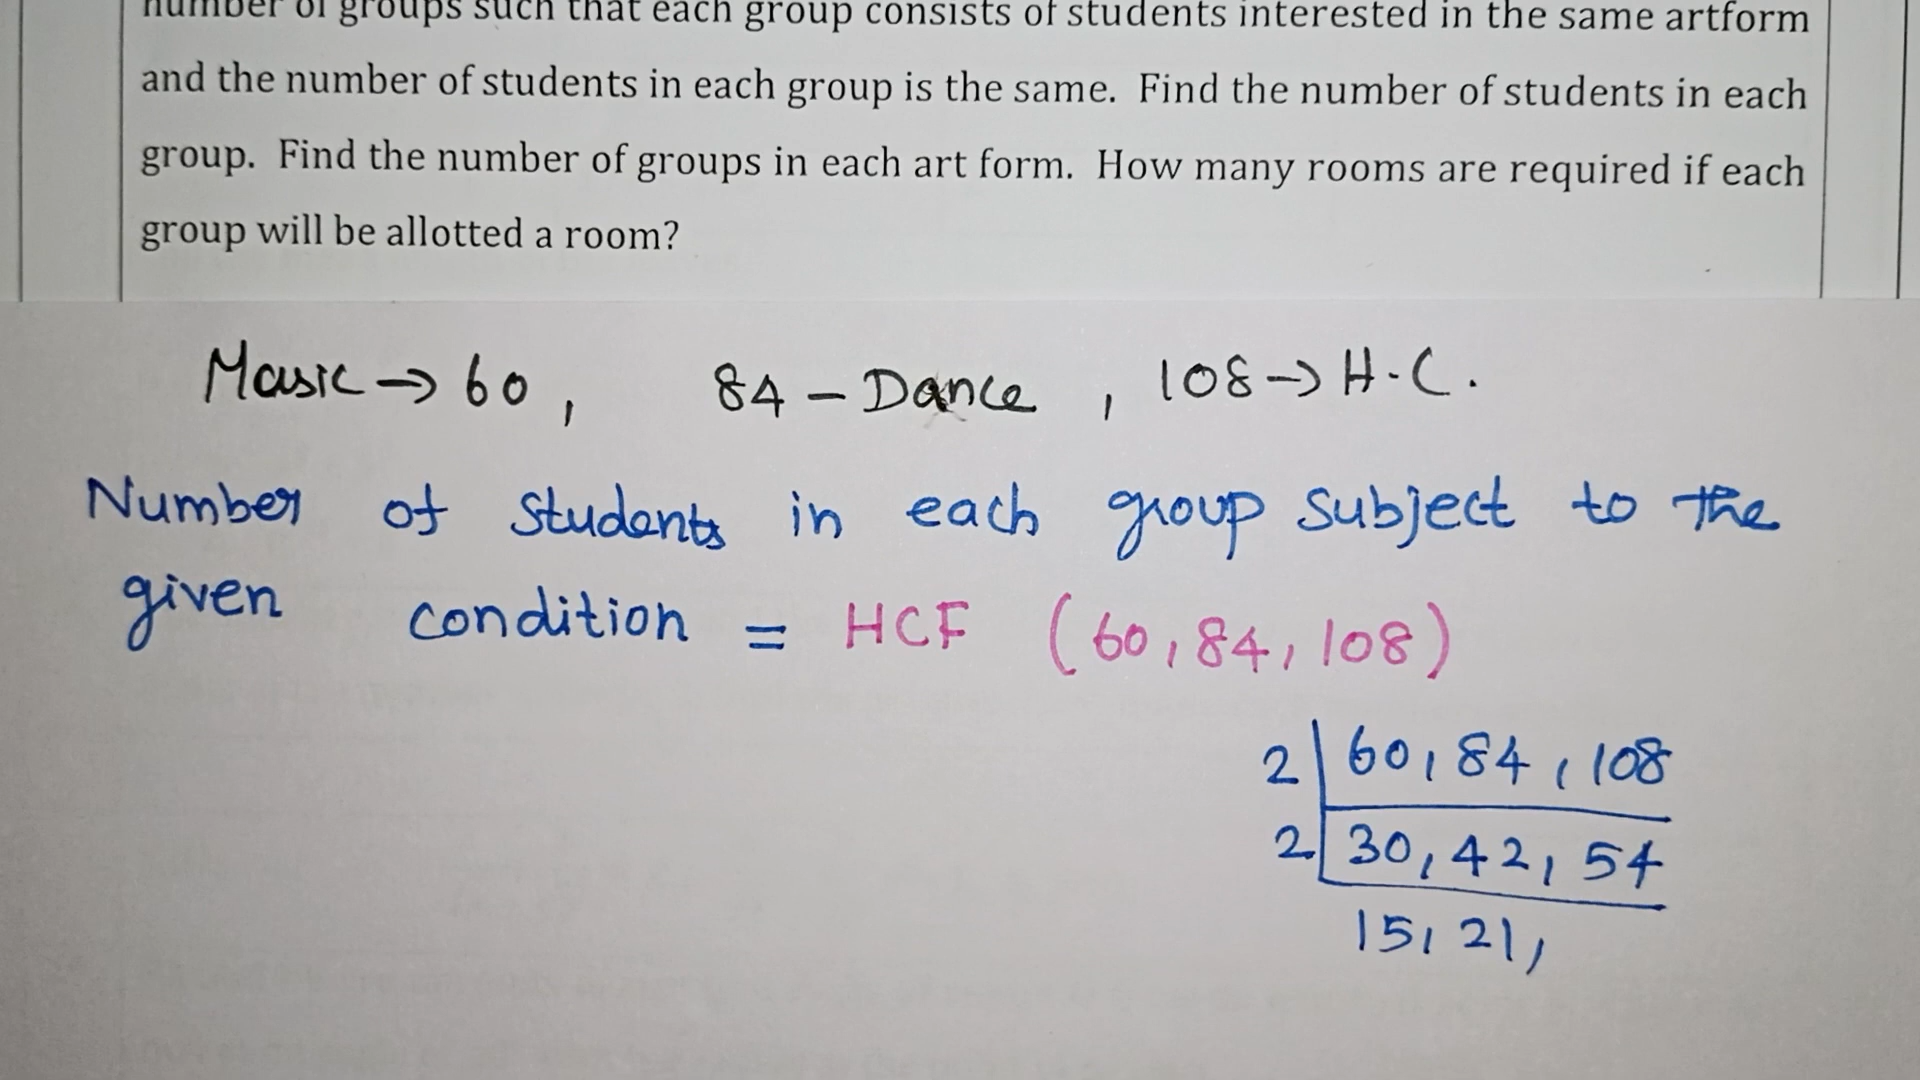 number of groups such that each group consists of students interested in the same artform
and the number of students in each group is the same. Find the number of students in each
group. Find the number of groups in each art form. How many rooms are required if each
group will be allotted a room?
Music → 60 , 84 – Dance , 108 → H.C.
Number of students in each group subject to the
given condition = HCF (60, 84, 108)
2 | 60, 84, 108
2 | 30, 42, 54
15, 21,